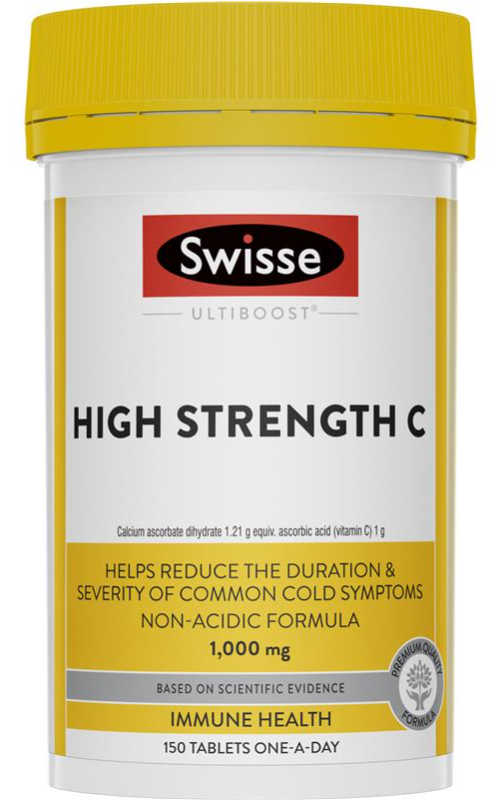 Swisse
ULTIBOOST®
HIGH STRENGTH C
Calcium ascorbate dihydrate 1.21 g equiv. ascorbic acid (vitamin C) 1 g
HELPS REDUCE THE DURATION &
SEVERITY OF COMMON COLD SYMPTOMS
NON-ACIDIC FORMULA
1,000 mg
PREMIUM QUALITY
FORMULA
BASED ON SCIENTIFIC EVIDENCE
IMMUNE HEALTH
150 TABLETS ONE-A-DAY